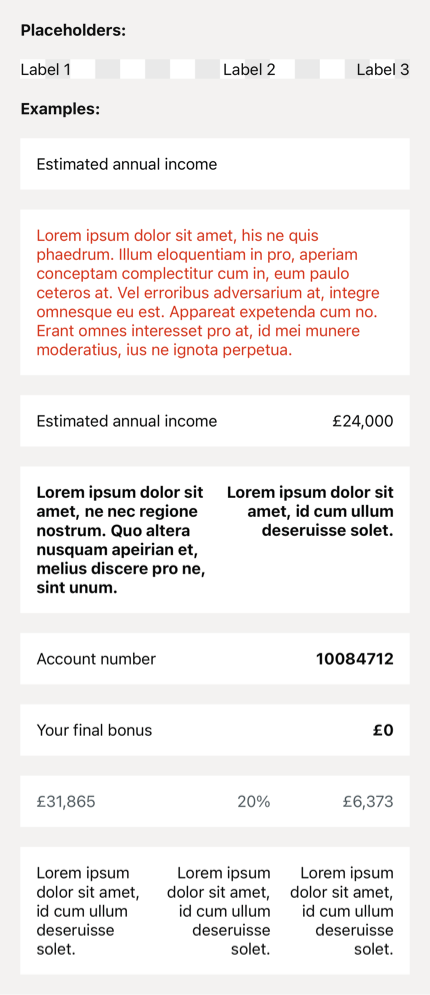 Placeholders:
Label 1 Label 2 Label 3
Examples:
Estimated annual income
Lorem ipsum dolor sit amet, his ne quis
phaedrum. Illum eloquentiam in pro, aperiam
conceptam complectitur cum in, eum paulo
ceteros at. Vel erroribus adversarium at, integre
omnesque eu est. Appareat expetenda cum no.
Erant omnes interesset pro at, id mei munere
moderatius, ius ne ignota perpetua.
Estimated annual income £24,000
Lorem ipsum dolor sit
amet, ne nec regione
nostrum. Quo altera
nusquam apeirian et,
melius discere pro ne,
sint unum.
Lorem ipsum dolor sit
amet, id cum ullum
deseruisse solet.
Account number 10084712
Your final bonus £0
£31,865 20% £6,373
Lorem ipsum
dolor sit amet,
id cum ullum
deseruisse
solet.
Lorem ipsum
dolor sit amet,
id cum ullum
deseruisse
solet.
Lorem ipsum
dolor sit amet,
id cum ullum
deseruisse
solet.